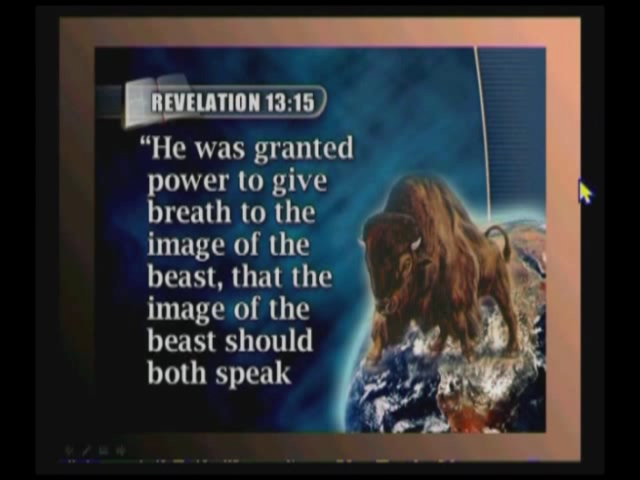 REVELATION 13:15
“He was granted
power to give
breath to the
image of the
beast, that the
image of the
beast should
both speak